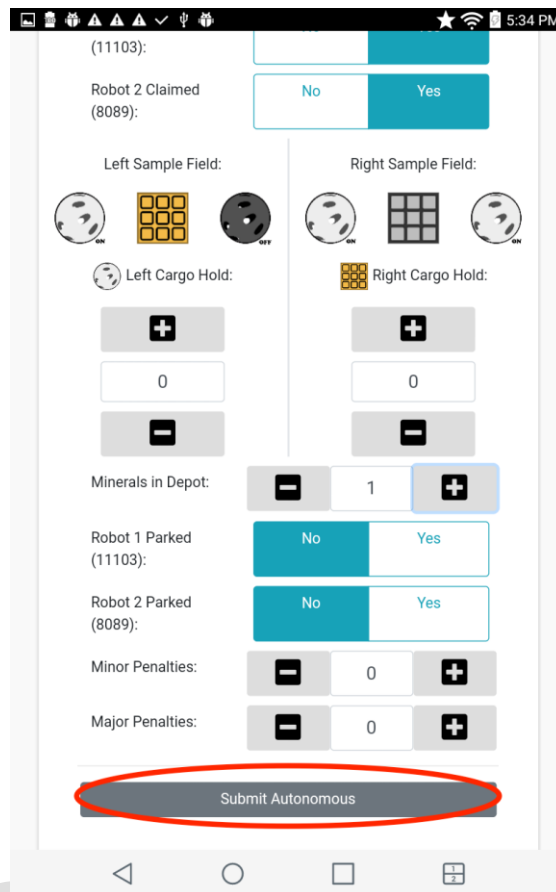 5:34 PM
(11103):
Robot 2 Claimed
(8089):
No
Yes
Left Sample Field:
Right Sample Field:
ON
OFF
ON
ON
Left Cargo Hold:
Right Cargo Hold:
0
0
Minerals in Depot:
1
Robot 1 Parked
(11103):
No
Yes
Robot 2 Parked
(8089):
No
Yes
Minor Penalties:
0
Major Penalties:
0
Submit Autonomous
1
2